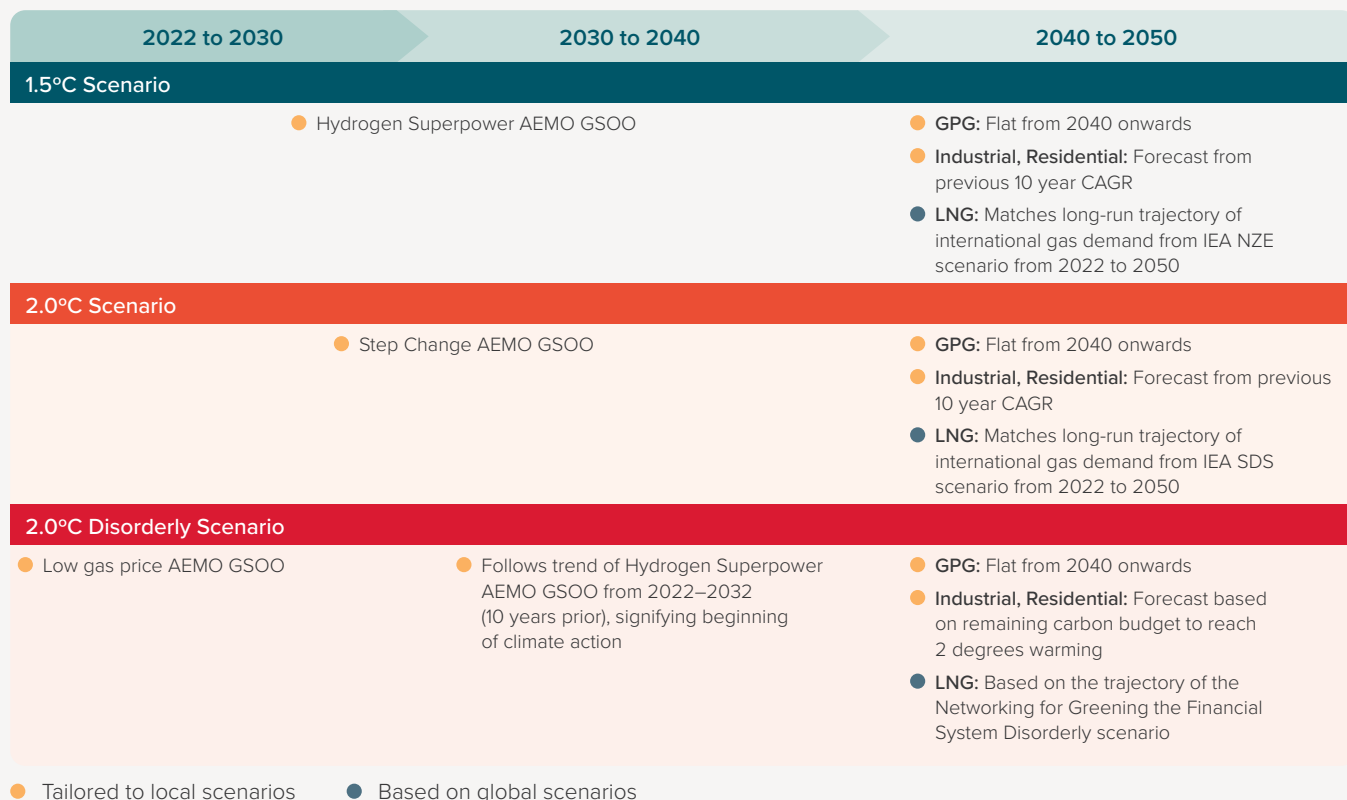 2022 to 2030
2030 to 2040
2040 to 2050
1.5ºC Scenario
Hydrogen Superpower AEMO GSOO
GPG: Flat from 2040 onwards
Industrial, Residential: Forecast from
previous 10 year CAGR
LNG: Matches long-run trajectory of
international gas demand from IEA NZE
scenario from 2022 to 2050
2.0ºC Scenario
Step Change AEMO GSOO
GPG: Flat from 2040 onwards
Industrial, Residential: Forecast from previous
10 year CAGR
LNG: Matches long-run trajectory of
international gas demand from IEA SDS
scenario from 2022 to 2050
2.0ºC Disorderly Scenario
Low gas price AEMO GSOO
Follows trend of Hydrogen Superpower
AEMO GSOO from 2022–2032
(10 years prior), signifying beginning
of climate action
GPG: Flat from 2040 onwards
Industrial, Residential: Forecast based
on remaining carbon budget to reach
2 degrees warming
LNG: Based on the trajectory of the
Networking for Greening the Financial
System Disorderly scenario
Tailored to local scenarios
Based on global scenarios